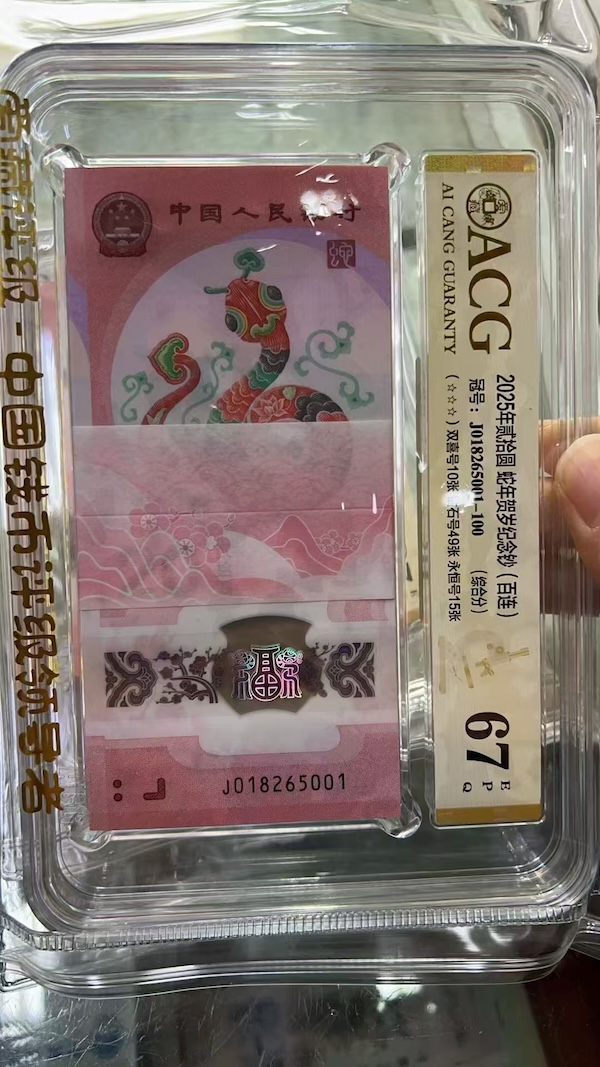 爱藏评级 - 中国钱币评级领导者
中国人民银行
福
J018265001
ACG
AI CANG GUARANTY
2025年贰拾圆 蛇年贺岁纪念钞（百连）
冠号：J018265001-100 （综合分）
(☆☆☆) 双喜号10张 石号49张 永恒号15张
67
EPQ